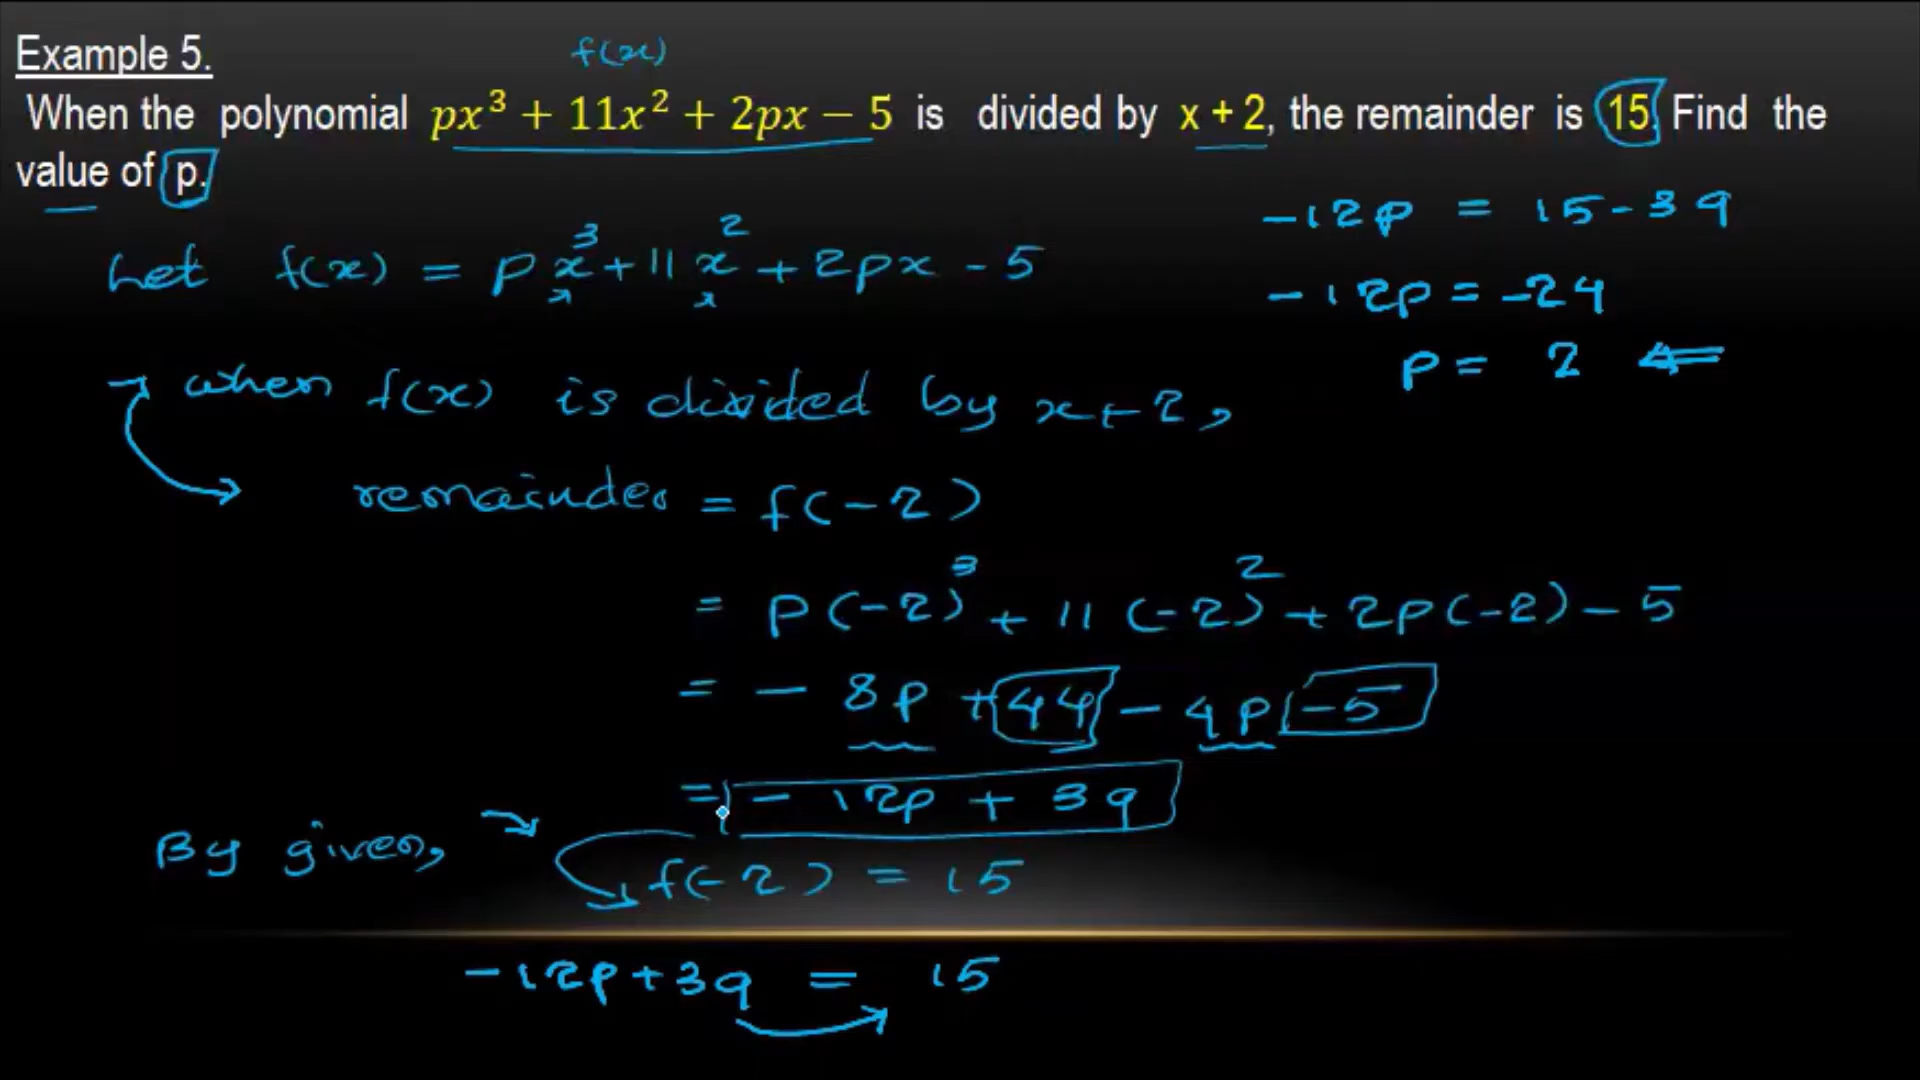 Example 5.
f(x)
When the polynomial px³ + 11x² + 2px − 5 is divided by x + 2, the remainder is 15. Find the
value of p.
Let f(x) = px³ + 11x² + 2px - 5
when f(x) is divided by x+2,
remainder = f(-2)
= p(-2)³ + 11(-2)² + 2p(-2) - 5
= - 8p + 44 - 4p - 5
= - 12p + 39
By given,
f(-2) = 15
-12p+39 = 15
-12p = 15-39
-12p = -24
p = 2